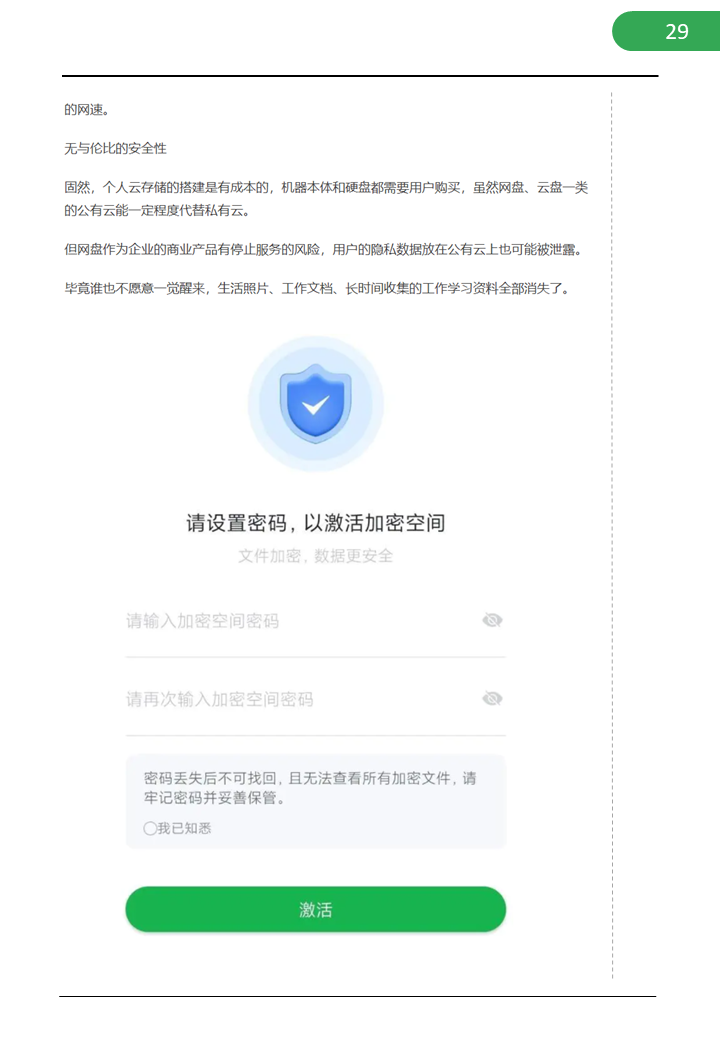 29
的网速。
无与伦比的安全性
固然，个人云存储的搭建是有成本的，机器本体和硬盘都需要用户购买，虽然网盘、云盘一类
的公有云能一定程度代替私有云。
但网盘作为企业的商业产品有停止服务的风险，用户的隐私数据放在公有云上也可能被泄露。
毕竟谁也不愿意一觉醒来，生活照片、工作文档、长时间收集的工作学习资料全部消失了。
请设置密码，以激活加密空间
文件加密，数据更安全
请输入加密空间密码
请再次输入加密空间密码
密码丢失后不可找回，且无法查看所有加密文件，请
牢记密码并妥善保管。
我已知悉
激活